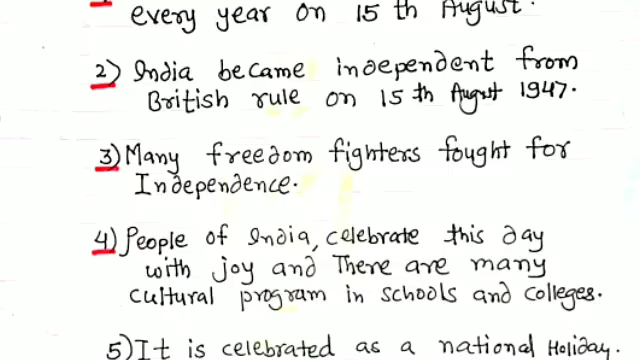 every year on 15 th August.
2) India became independent from
British rule on 15 th August 1947.
3) Many freedom fighters fought for
Independence.
4) People of India, celebrate this day
with joy and There are many
cultural program in schools and colleges.
5) It is celebrated as a national Holiday.